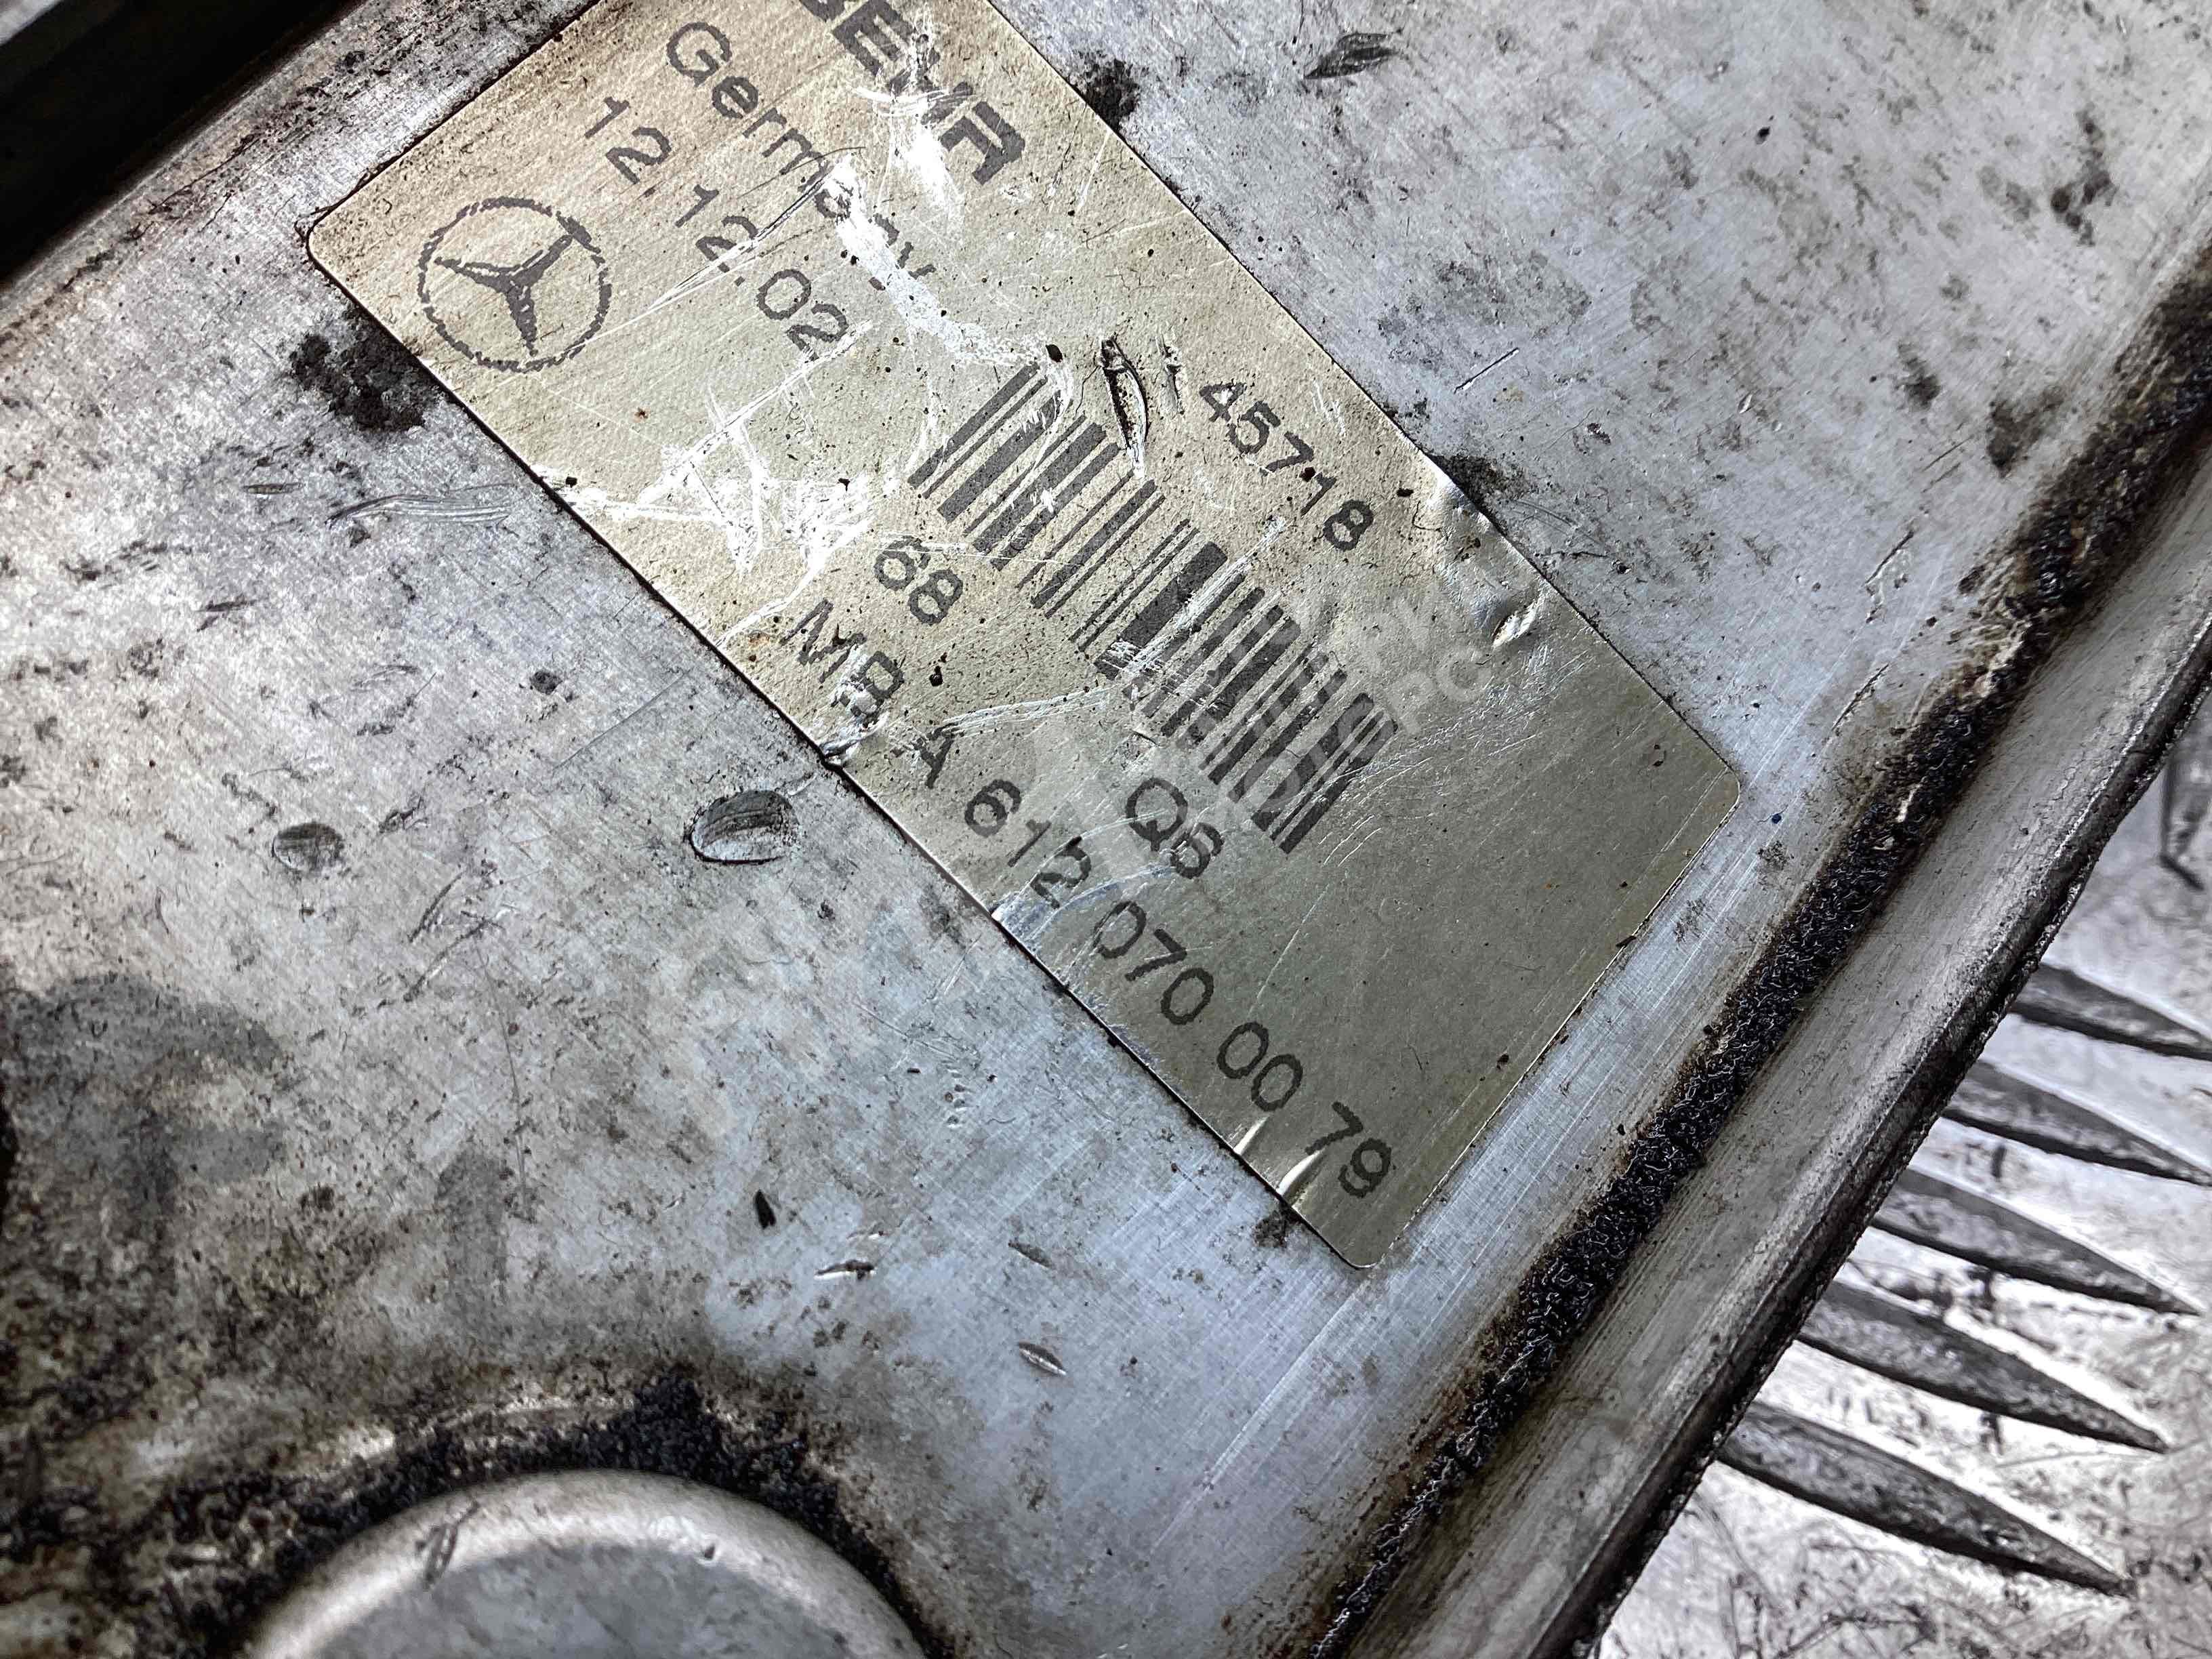 BEHR
Germany
12.12.02
45718
68 Q6
MB A 612 070 00 79